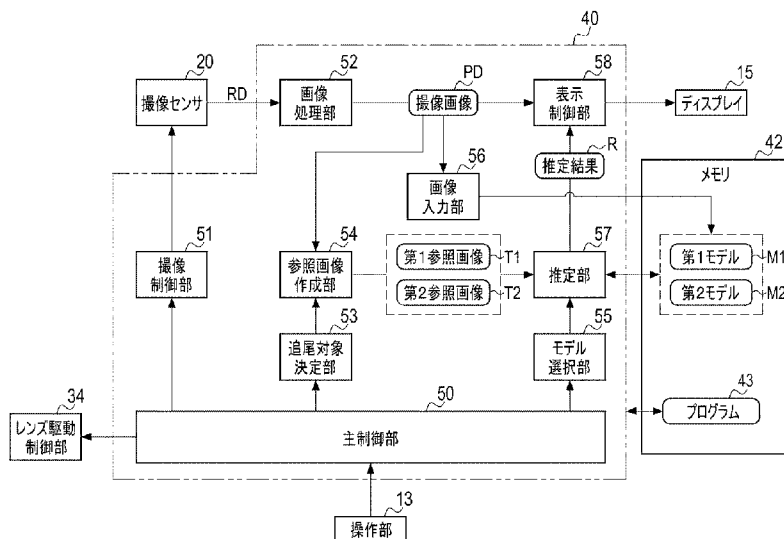 40
20
52
PD
58
15
撮像センサ
RD
画像
処理部
撮像画像
表示
制御部
ディスプレイ
R
推定結果
42
メモリ
56
画像
入力部
51
撮像
制御部
54
参照画像
作成部
第1参照画像
T1
第2参照画像
T2
57
推定部
第1モデル
M1
第2モデル
M2
53
追尾対象
決定部
55
モデル
選択部
34
レンズ駆動
制御部
50
主制御部
43
プログラム
13
操作部